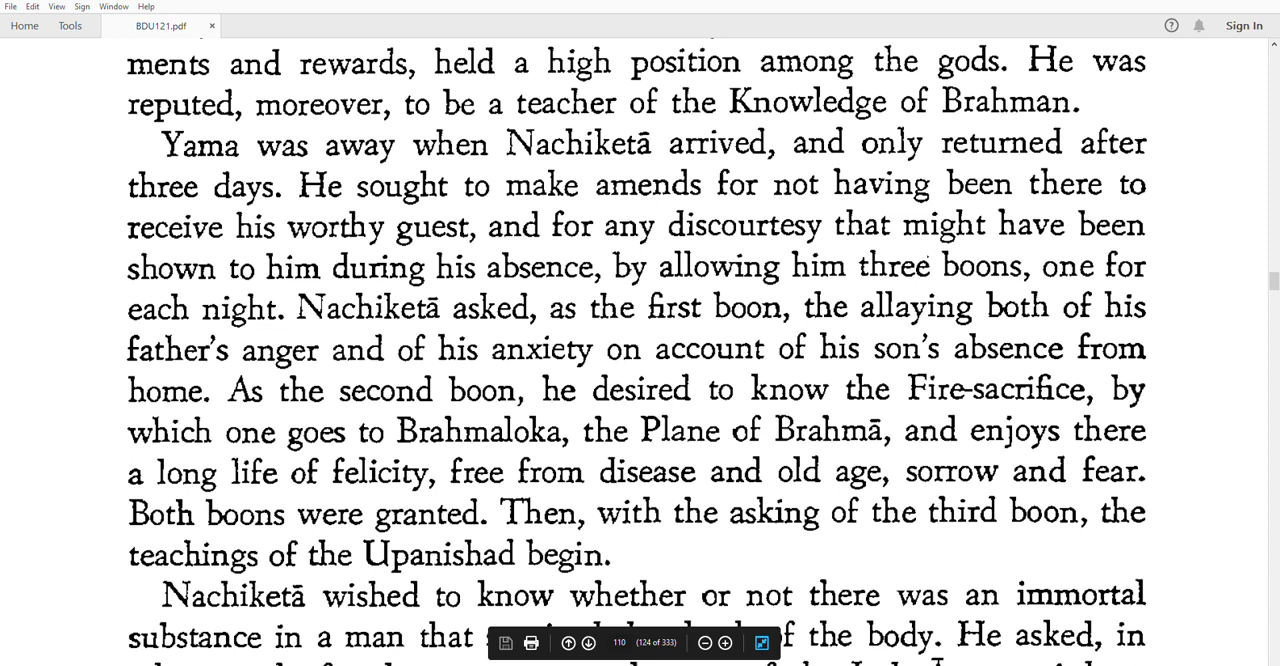 File Edit View Sign Window Help
Home Tools BDU121.pdf × Sign In
ments and rewards, held a high position among the gods. He was
reputed, moreover, to be a teacher of the Knowledge of Brahman.
Yama was away when Nachiketā arrived, and only returned after
three days. He sought to make amends for not having been there to
receive his worthy guest, and for any discourtesy that might have been
shown to him during his absence, by allowing him three boons, one for
each night. Nachiketā asked, as the first boon, the allaying both of his
father's anger and of his anxiety on account of his son's absence from
home. As the second boon, he desired to know the Fire-sacrifice, by
which one goes to Brahmaloka, the Plane of Brahmā, and enjoys there
a long life of felicity, free from disease and old age, sorrow and fear.
Both boons were granted. Then, with the asking of the third boon, the
teachings of the Upanishad begin.
Nachiketā wished to know whether or not there was an immortal
substance in a man that of the body. He asked, in
110 (124 of 333)